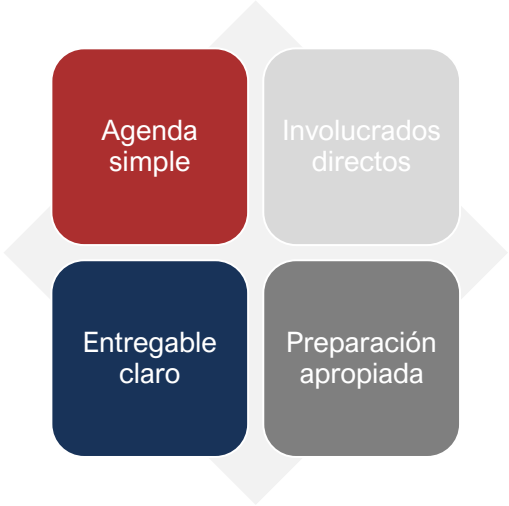 Agenda
simple
Involucrados
directos
Entregable
claro
Preparación
apropiada